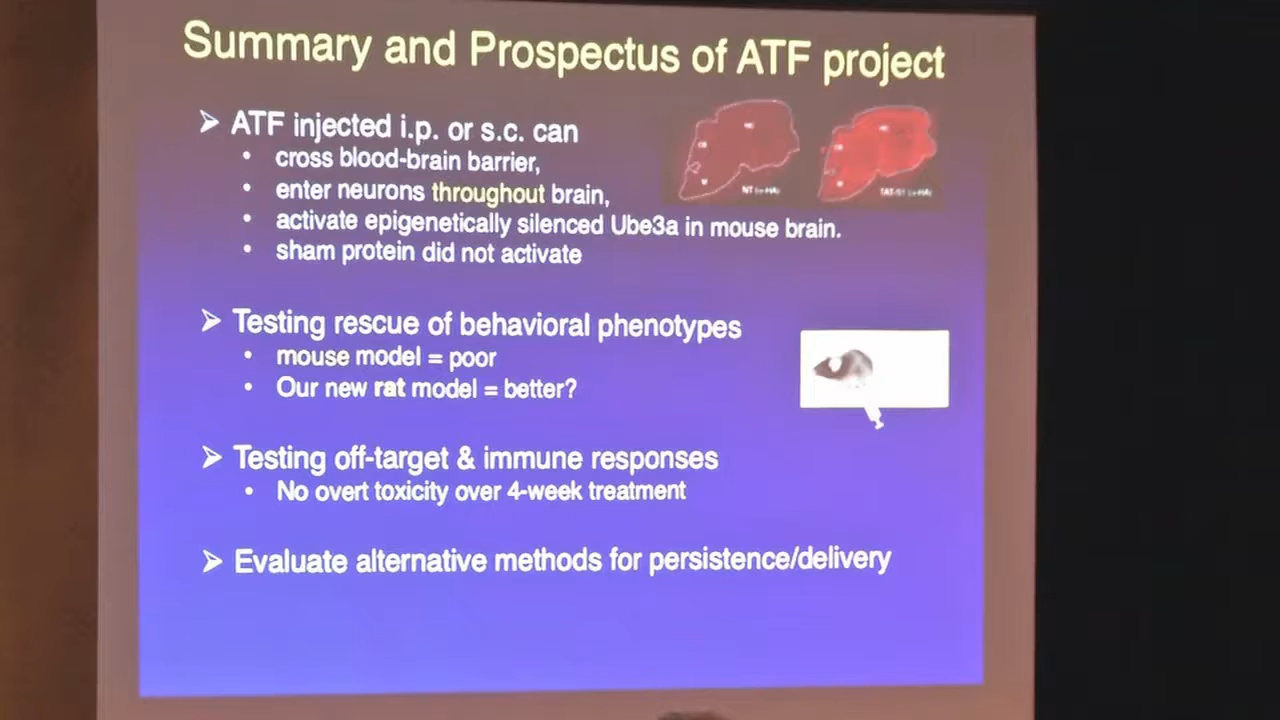 Summary and Prospectus of ATF project
➢ ATF injected i.p. or s.c. can
• cross blood-brain barrier,
• enter neurons throughout brain,
• activate epigenetically silenced Ube3a in mouse brain.
• sham protein did not activate
➢ Testing rescue of behavioral phenotypes
• mouse model = poor
• Our new rat model = better?
➢ Testing off-target & immune responses
• No overt toxicity over 4-week treatment
➢ Evaluate alternative methods for persistence/delivery